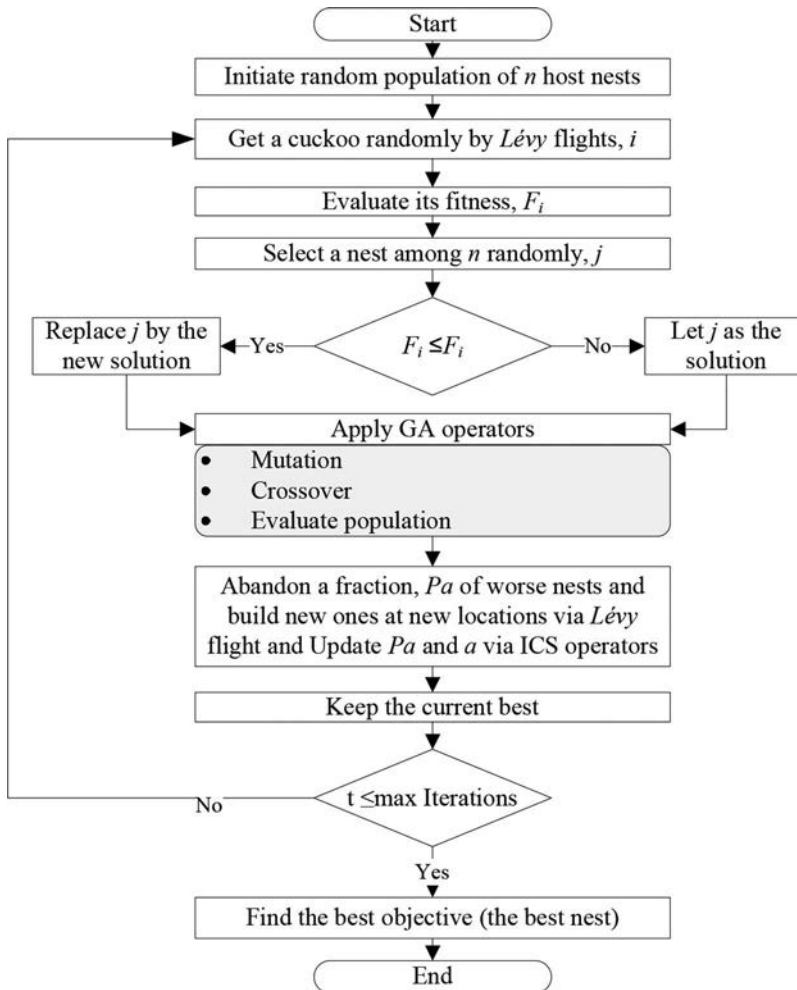 Start
Initiate random population of n host nests
Get a cuckoo randomly by Lévy flights, i
Evaluate its fitness, Fi
Select a nest among n randomly, j
Replace j by the
new solution
Yes
Fi ≤Fi
No
Let j as the
solution
Apply GA operators
• Mutation
• Crossover
• Evaluate population
Abandon a fraction, Pa of worse nests and
build new ones at new locations via Lévy
flight and Update Pa and a via ICS operators
Keep the current best
t ≤max Iterations
No
Yes
Find the best objective (the best nest)
End